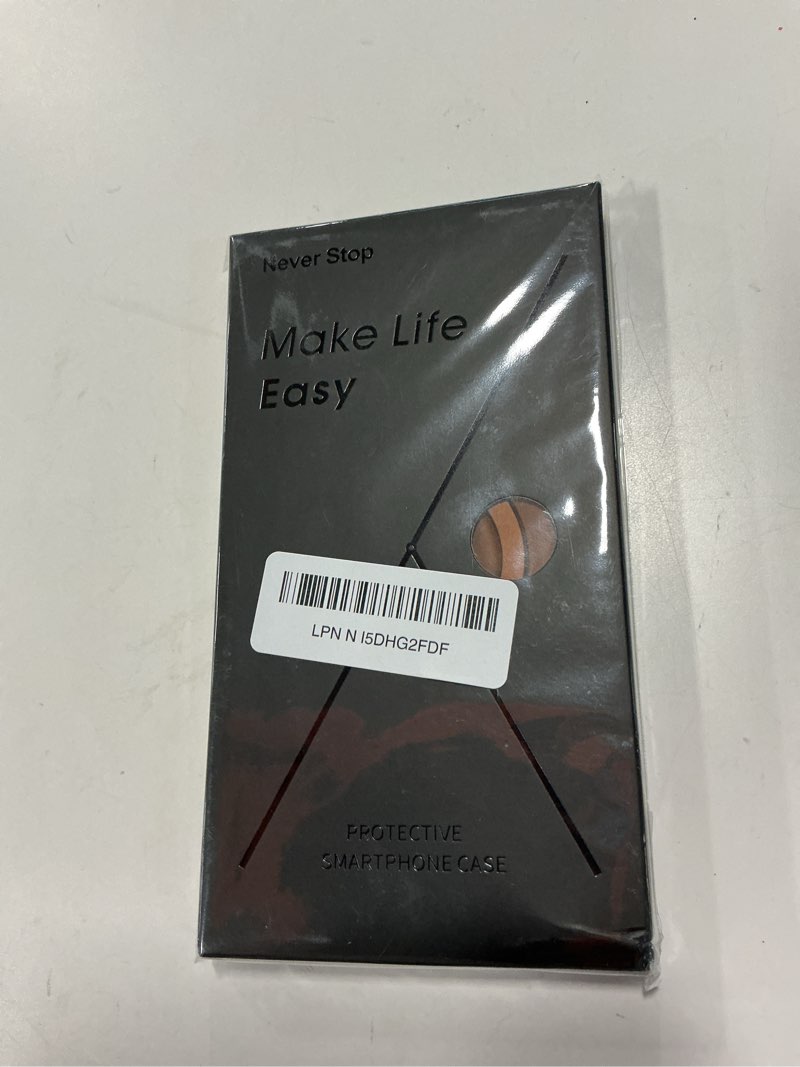 Never Stop
Make Life
Easy
LPN N I5DHG2FDF
PROTECTIVE
SMARTPHONE CASE